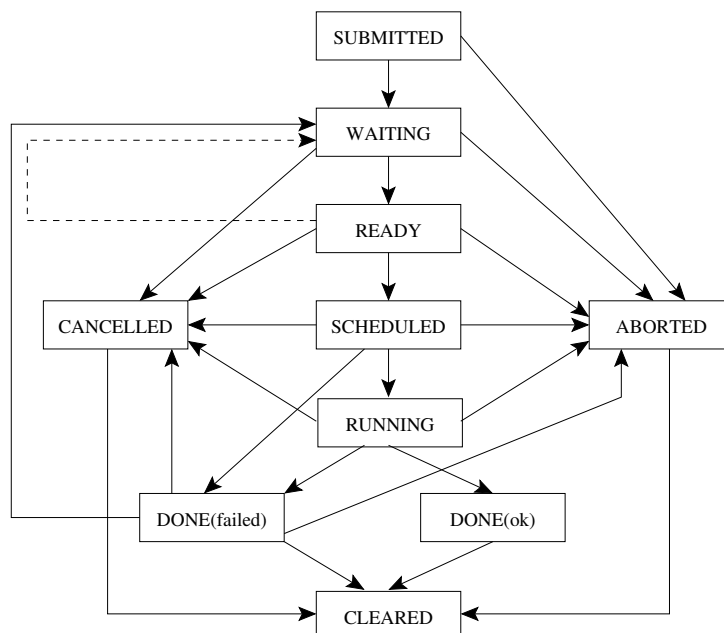 SUBMITTED
WAITING
READY
CANCELLED
SCHEDULED
ABORTED
RUNNING
DONE(failed)
DONE(ok)
CLEARED